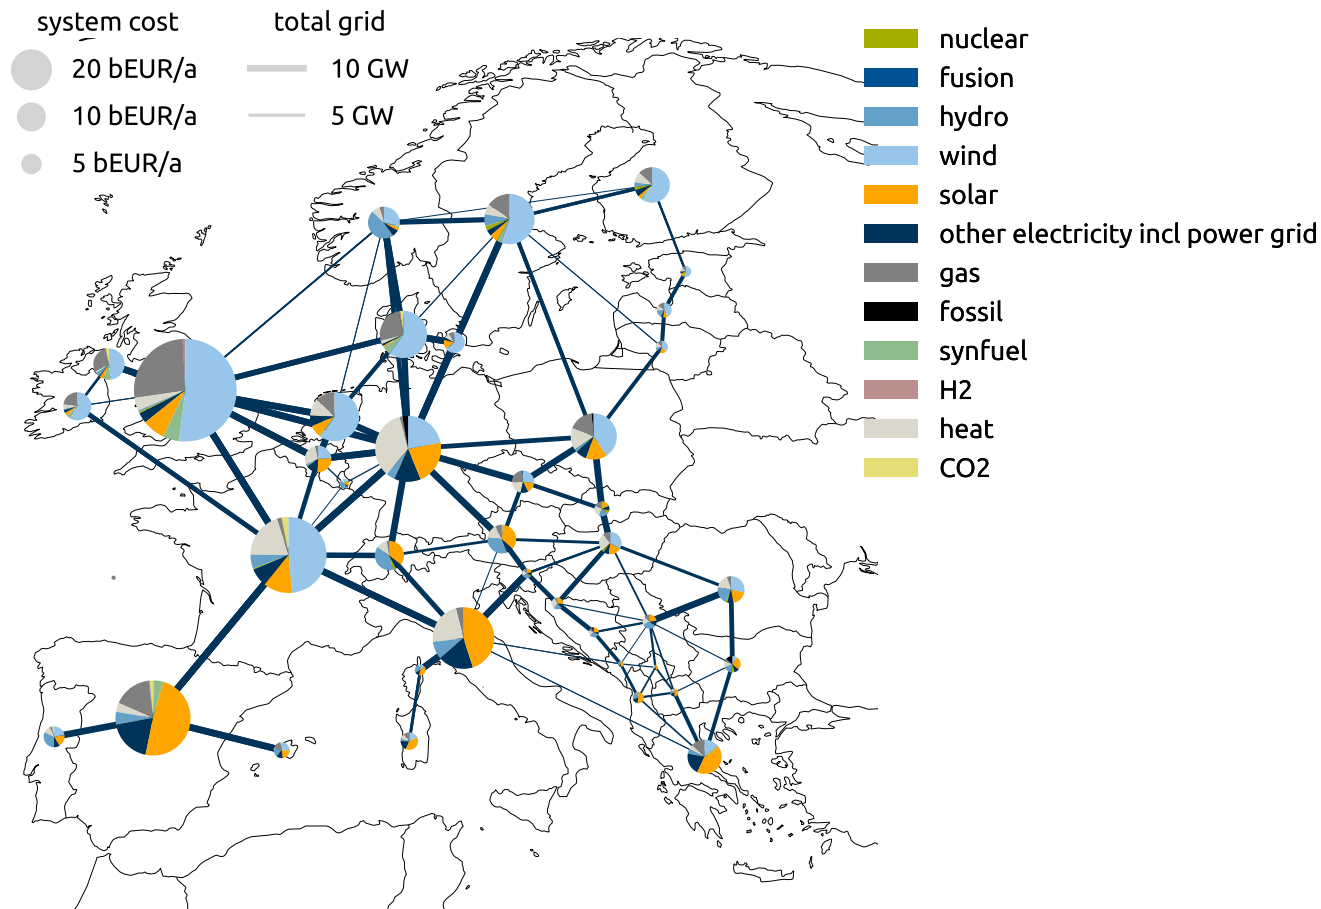 system cost
total grid
20 bEUR/a
10 GW
10 bEUR/a
5 GW
5 bEUR/a
nuclear
fusion
hydro
wind
solar
other electricity incl power grid
gas
fossil
synfuel
H2
heat
CO2